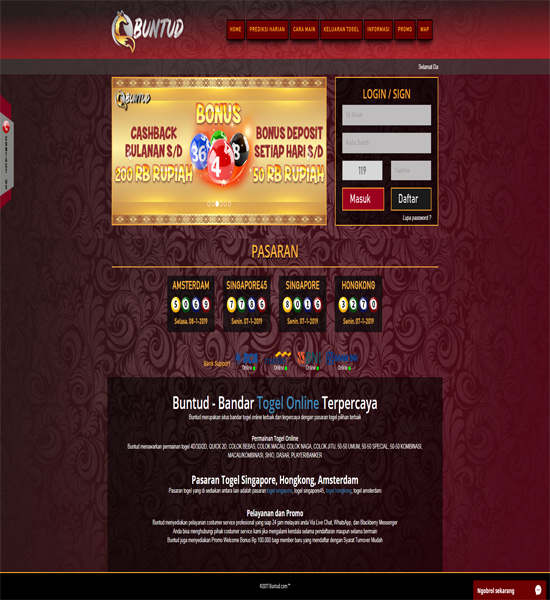 BUNTUD
HOME PREDIKSI HARIAN CARA MAIN KELUARAN TOGEL INFORMASI PROMO MAP
Selamat Da
BUNTUD
BONUS
CASHBACK
BULANAN S/D
200 RB RUPIAH
BONUS DEPOSIT
SETIAP HARI S/D
50 RB RUPIAH
36 4 8
LOGIN / SIGN
Id Akun
Kata Sandi
119
Masuk Daftar
Lupa password ?
CONTACT US
PASARAN
AMSTERDAM SINGAPORE45 SINGAPORE HONGKONG
5 0 6 9 7 7 8 6 8 0 1 6 3 2 7 0
Selasa, 08-1-2019 Senin, 07-1-2019 Senin, 07-1-2019 Senin, 07-1-2019
Bank Support
Online Online Online Online
Buntud - Bandar Togel Online Terpercaya
Buntud merupakan situs bandar togel online terbaik dan terpercaya dengan pasaran togel pilihan terbaik
Permainan Togel Online
Buntud menawarkan permainan togel 4D/3D/2D, QUICK 2D, COLOK BEBAS, COLOK MACAU, COLOK NAGA, COLOK JITU, 50-50 UMUM, 50-50 SPECIAL, 50-50 KOMBINASI,
MACAU/KOMBINASI, SHIO, DASAR, PLAYER/BANKER
Pasaran Togel Singapore, Hongkong, Amsterdam
Pasaran togel yang di sediakan antara lain adalah pasaran togel singapore, togel singapore45, togel hongkong, togel amsterdam
Pelayanan dan Promo
Buntud menyediakan pelayanan costumer service profesional yang siap 24 jam melayani anda Via Live Chat, WhatsApp, dan Blackberry Messenger
Anda bisa menghubungi pihak costumer service kami jika mengalami kendala selama pendaftaran maupun selama bermain
Buntud juga menyediakan Promo Welcome Bonus Rp.100.000 bagi member baru yang mendaftar dengan Syarat Turnover Mudah
©2017 Buntud.com™
Ngobrol sekarang